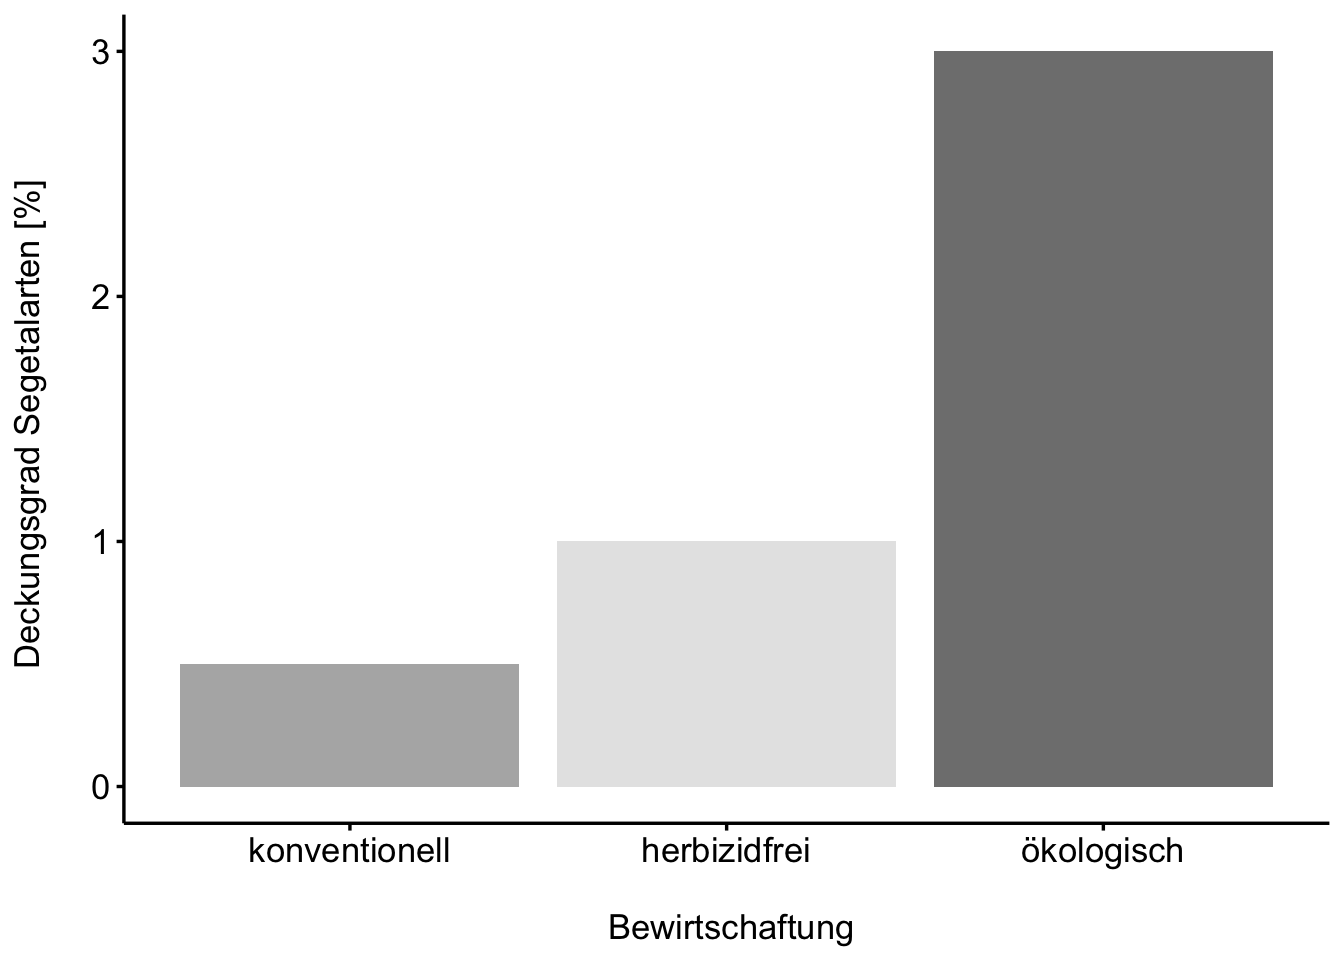 Deckungsgrad Segetalarten [%]
3
2
1
0
konventionell herbizidfrei ökologisch
Bewirtschaftung